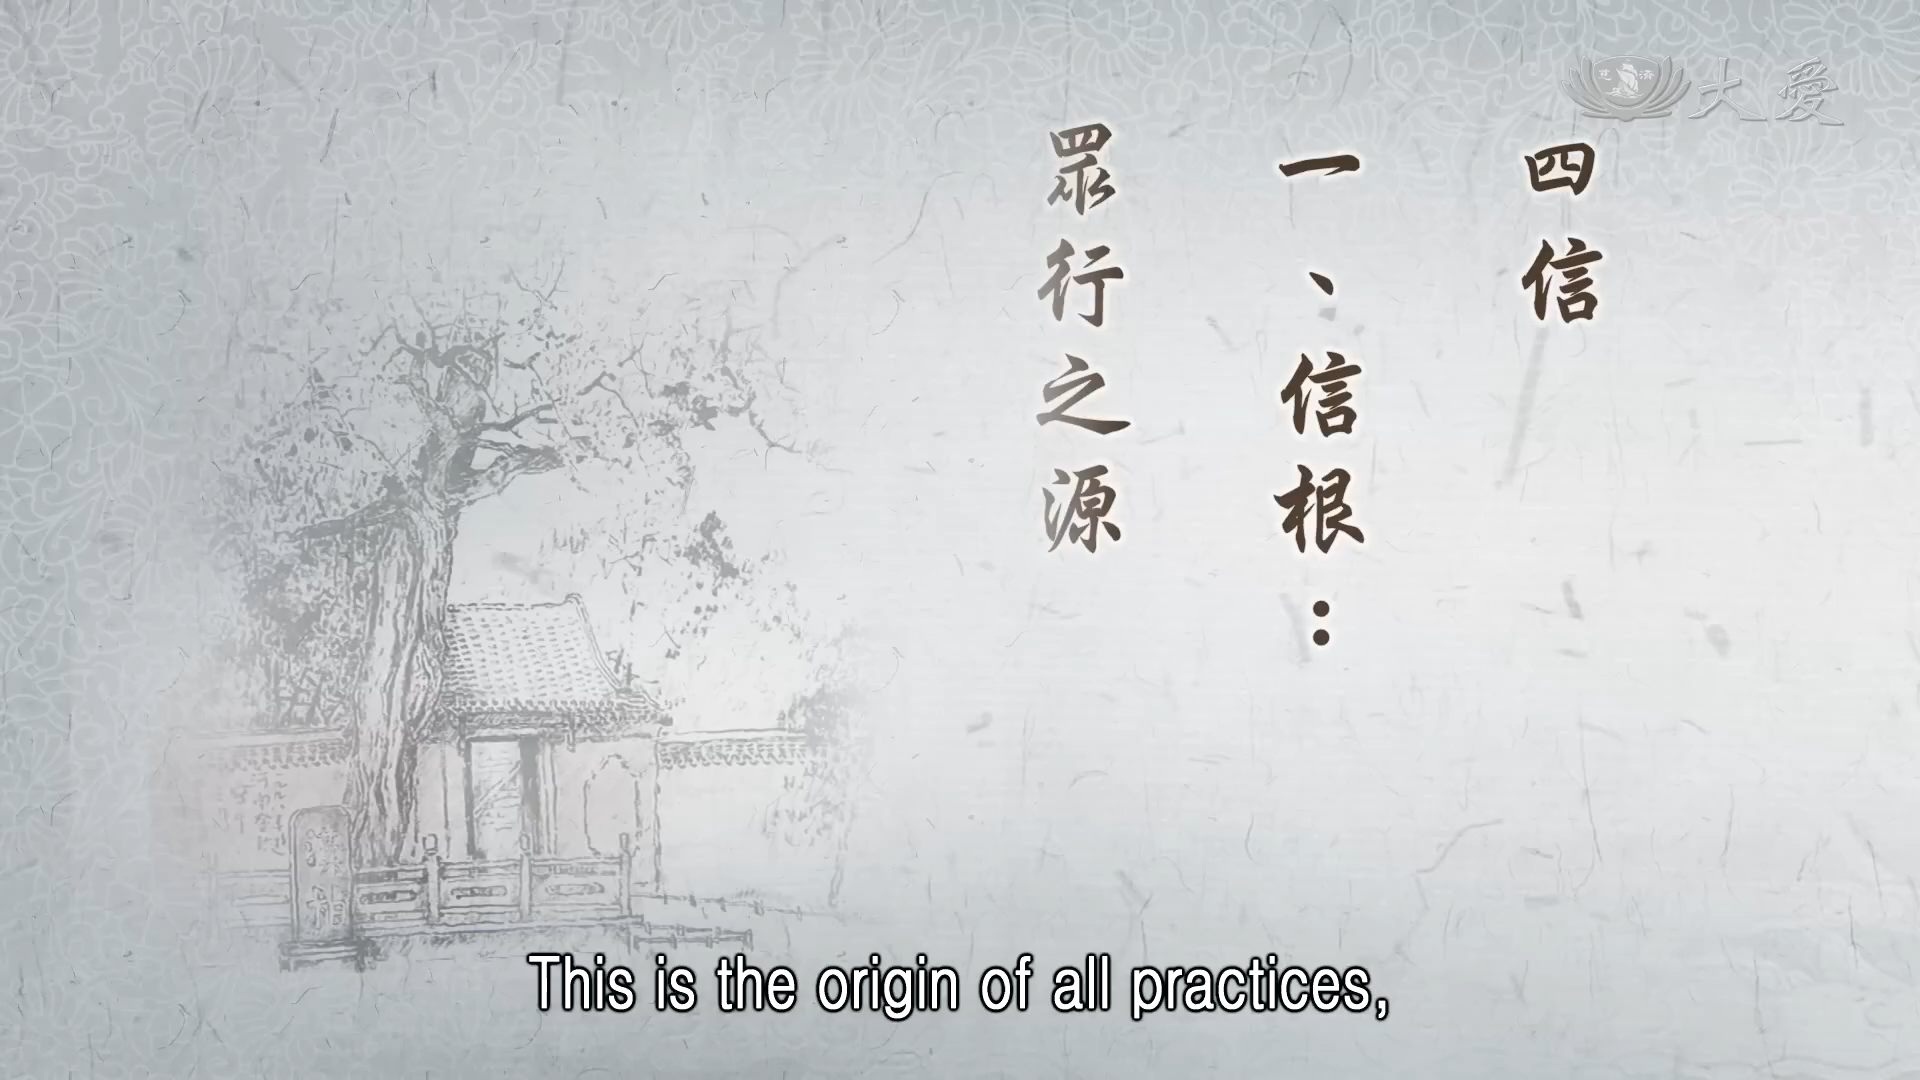 大愛
四信
一、信根：
眾行之源
This is the origin of all practices,